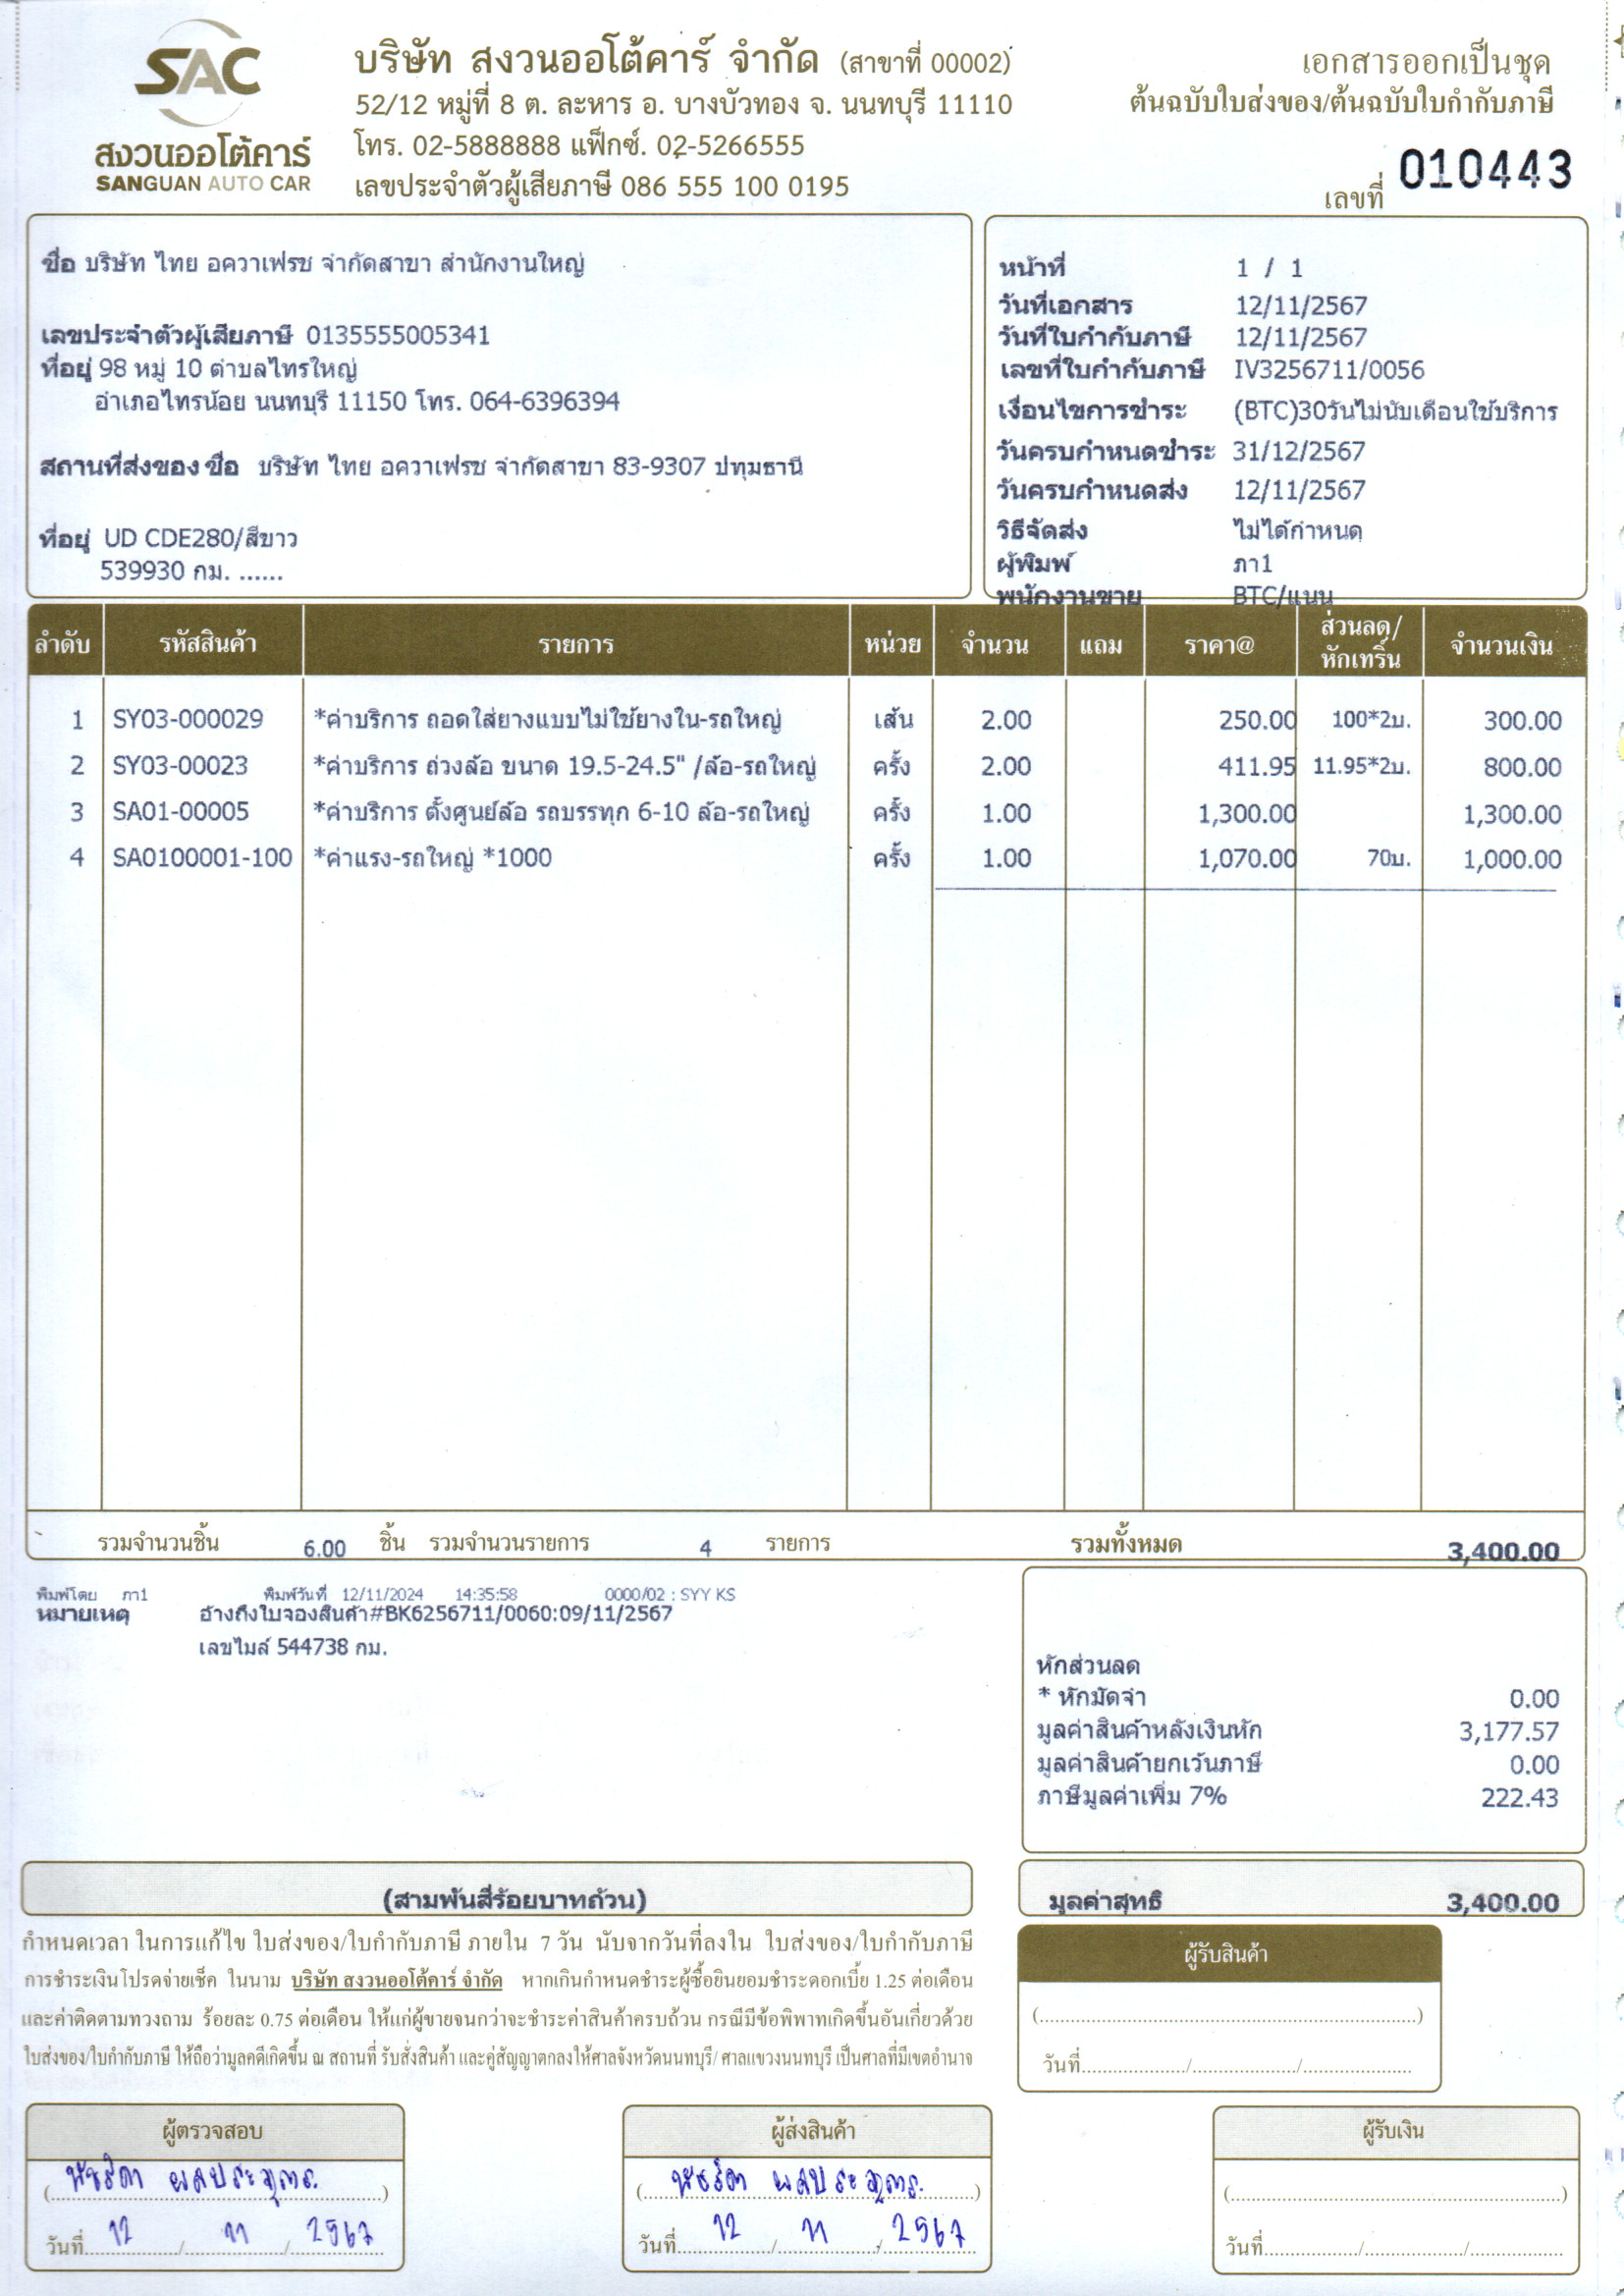 SAC
สงวนออโต้คาร์
SANGUAN AUTO CAR
บริษัท สงวนออโต้คาร์ จำกัด (สาขาที่ 00002)
52/12 หมู่ที่ 8 ต. ละหาร อ. บางบัวทอง จ. นนทบุรี 11110
โทร. 02-5888888 แฟ็กซ์. 02-5266555
เลขประจำตัวผู้เสียภาษี 086 555 100 0195
เอกสารออกเป็นชุด
ต้นฉบับใบส่งของ/ต้นฉบับใบกำกับภาษี
เลขที่ 010443
ชื่อ บริษัท ไทย อควาเฟรช จำกัดสาขา สำนักงานใหญ่
เลขประจำตัวผู้เสียภาษี 0135555005341
ที่อยู่ 98 หมู่ 10 ตำบลไทรใหญ่
อำเภอไทรน้อย นนทบุรี 11150 โทร. 064-6396394
สถานที่ส่งของ ชื่อ บริษัท ไทย อควาเฟรช จำกัดสาขา 83-9307 ปทุมธานี
ที่อยู่ UD CDE280/สีขาว
539930 กม. ......
หน้าที่ 1 / 1
วันที่เอกสาร 12/11/2567
วันที่ใบกำกับภาษี 12/11/2567
เลขที่ใบกำกับภาษี IV3256711/0056
เงื่อนไขการชำระ (BTC)30วันไม่นับเดือนใช้บริการ
วันครบกำหนดชำระ 31/12/2567
วันครบกำหนดส่ง 12/11/2567
วิธีจัดส่ง ไม่ได้กำหนด
ผู้พิมพ์ ภา1
พนักงานขาย BTC/แนน
ลำดับ รหัสสินค้า รายการ หน่วย จำนวน แถม ราคา@ ส่วนลด/หักเทริ์น จำนวนเงิน
1 SY03-000029 *ค่าบริการ ถอดใส่ยางแบบไม่ใช้ยางใน-รถใหญ่ เส้น 2.00 250.00 100*2บ. 300.00
2 SY03-00023 *ค่าบริการ ถ่วงล้อ ขนาด 19.5-24.5" /ล้อ-รถใหญ่ ครั้ง 2.00 411.95 11.95*2บ. 800.00
3 SA01-00005 *ค่าบริการ ตั้งศูนย์ล้อ รถบรรทุก 6-10 ล้อ-รถใหญ่ ครั้ง 1.00 1,300.00 1,300.00
4 SA0100001-100 *ค่าแรง-รถใหญ่ *1000 ครั้ง 1.00 1,070.00 70บ. 1,000.00
รวมจำนวนชิ้น 6.00 ชิ้น รวมจำนวนรายการ 4 รายการ รวมทั้งหมด 3,400.00
พิมพ์โดย ภา1 พิมพ์วันที่ 12/11/2024 14:35:58 0000/02 : SYY KS
หมายเหตุ อ้างถึงใบจองสินค้า#BK6256711/0060:09/11/2567
เลขไมล์ 544738 กม.
หักส่วนลด
* หักมัดจำ 0.00
มูลค่าสินค้าหลังเงินหัก 3,177.57
มูลค่าสินค้ายกเว้นภาษี 0.00
ภาษีมูลค่าเพิ่ม 7% 222.43
(สามพันสี่ร้อยบาทถ้วน)
มูลค่าสุทธิ 3,400.00
กำหนดเวลา ในการแก้ไข ใบส่งของ/ใบกำกับภาษี ภายใน 7 วัน นับจากวันที่ลงใน ใบส่งของ/ใบกำกับภาษี
การชำระเงินโปรดจ่ายเช็ค ในนาม บริษัท สงวนออโต้คาร์ จำกัด หากเกินกำหนดชำระผู้ซื้อยินยอมชำระดอกเบี้ย 1.25 ต่อเดือน
และค่าติดตามทวงถาม ร้อยละ 0.75 ต่อเดือน ให้แก่ผู้ขายจนกว่าจะชำระค่าสินค้าครบถ้วน กรณีมีข้อพิพาทเกิดขึ้นอันเกี่ยวด้วย
ใบส่งของ/ใบกำกับภาษี ให้ถือว่ามูลคดีเกิดขึ้น ณ สถานที่ รับสั่งสินค้า และคู่สัญญาตกลงให้ศาลจังหวัดนนทบุรี/ ศาลแขวงนนทบุรี เป็นศาลที่มีเขตอำนาจ
ผู้รับสินค้า
(....................)
วันที่........../........../..........
ผู้ตรวจสอบ
วันที่ 12 / 11 / 2567
ผู้ส่งสินค้า
วันที่ 12 / 11 / 2567
ผู้รับเงิน
(....................)
วันที่........../........../..........